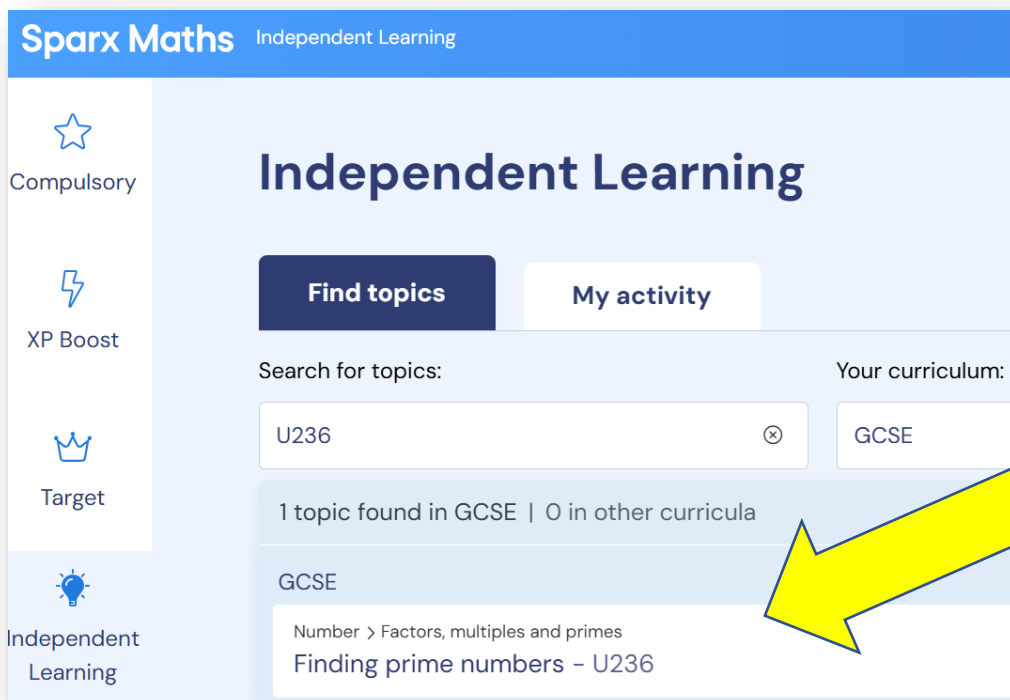 Sparx Maths Independent Learning
Compulsory
XP Boost
Target
Independent
Learning
Independent Learning
Find topics My activity
Search for topics: Your curriculum:
U236 GCSE
1 topic found in GCSE | 0 in other curricula
GCSE
Number > Factors, multiples and primes
Finding prime numbers - U236